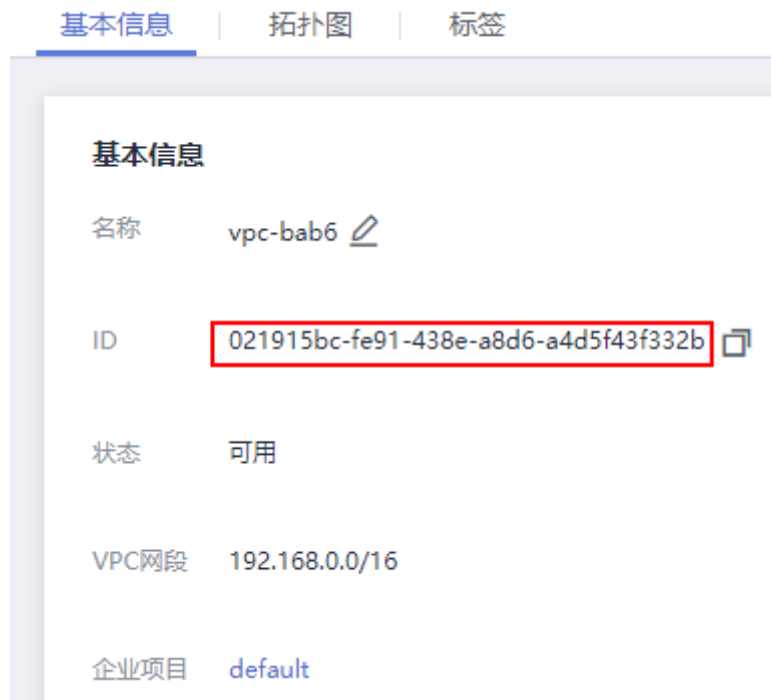 基本信息 拓扑图 标签
基本信息
名称 vpc-bab6
ID 021915bc-fe91-438e-a8d6-a4d5f43f332b
状态 可用
VPC网段 192.168.0.0/16
企业项目 default